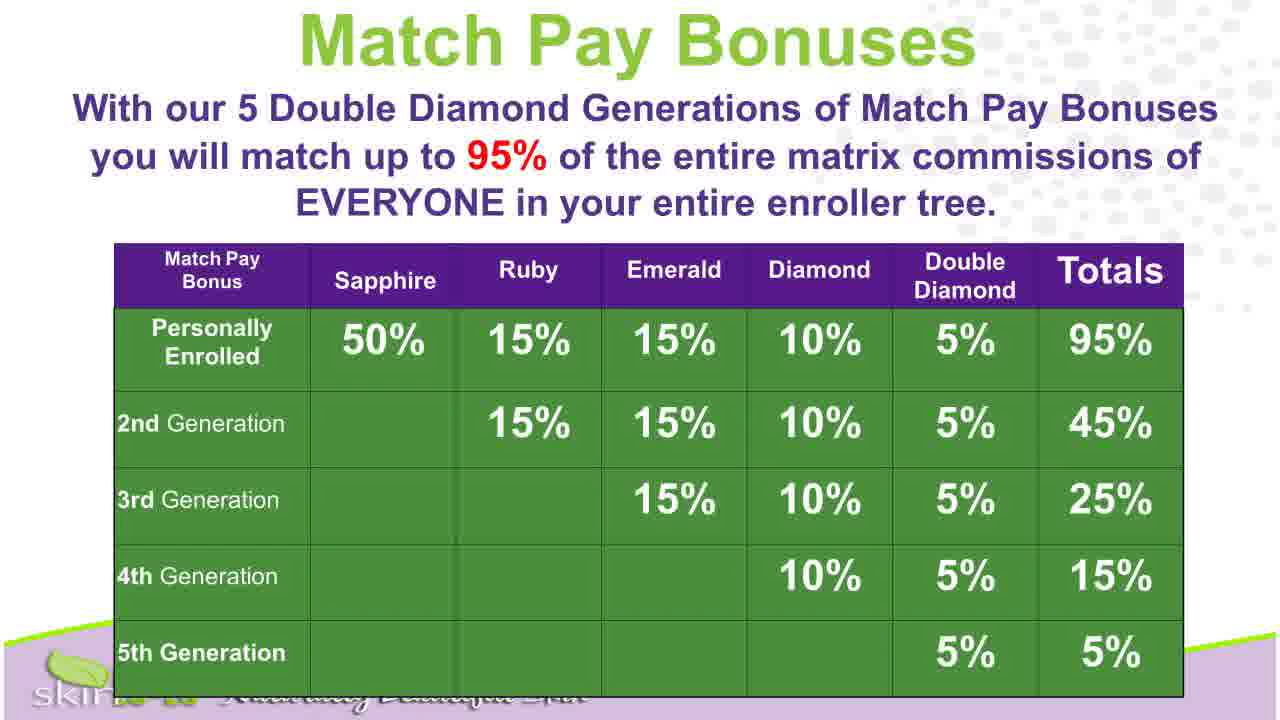 Match Pay Bonuses
With our 5 Double Diamond Generations of Match Pay Bonuses
you will match up to 95% of the entire matrix commissions of
EVERYONE in your entire enroller tree.
Match Pay Bonus Sapphire Ruby Emerald Diamond Double Diamond Totals
Personally Enrolled 50% 15% 15% 10% 5% 95%
2nd Generation 15% 15% 10% 5% 45%
3rd Generation 15% 10% 5% 25%
4th Generation 10% 5% 15%
5th Generation 5% 5%
skin